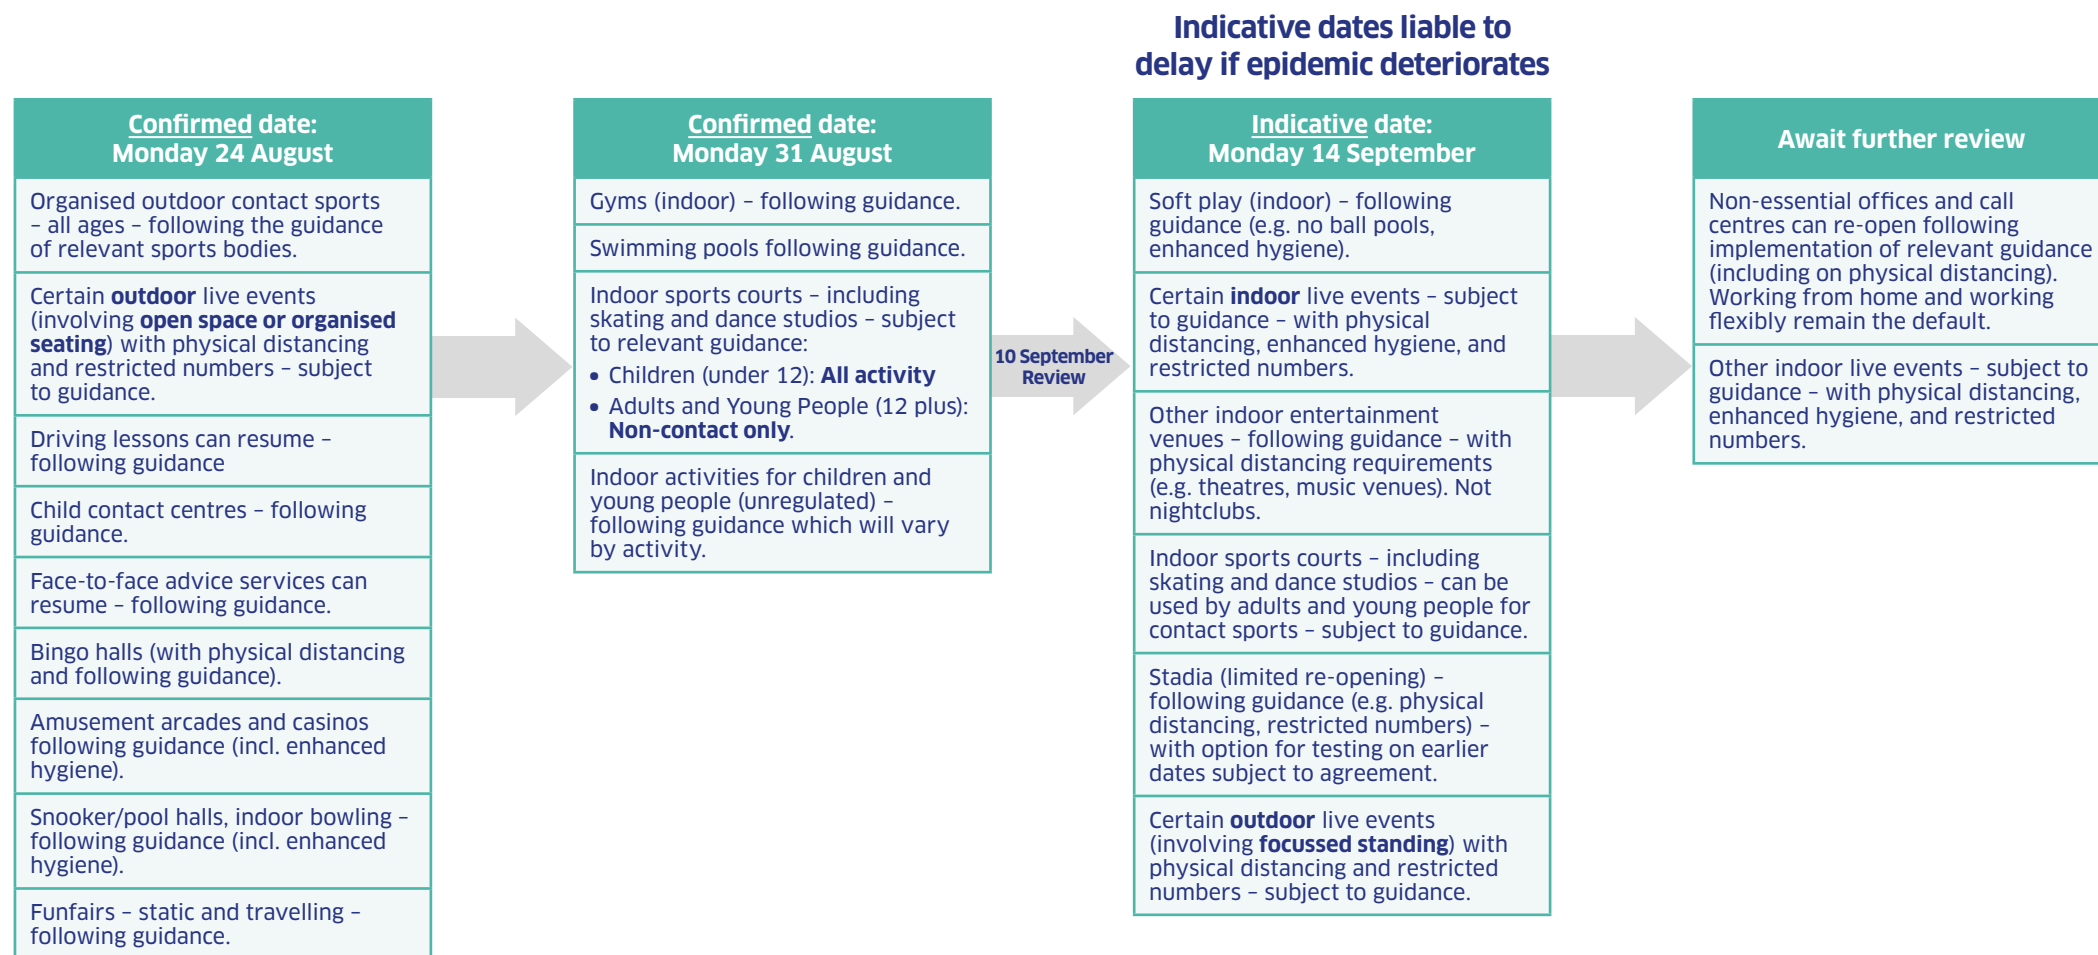 Indicative dates liable to
delay if epidemic deteriorates
Confirmed date:
Monday 24 August
Organised outdoor contact sports
– all ages – following the guidance
of relevant sports bodies.
Certain outdoor live events
(involving open space or organised
seating) with physical distancing
and restricted numbers – subject
to guidance.
Driving lessons can resume –
following guidance
Child contact centres – following
guidance.
Face-to-face advice services can
resume – following guidance.
Bingo halls (with physical distancing
and following guidance).
Amusement arcades and casinos
following guidance (incl. enhanced
hygiene).
Snooker/pool halls, indoor bowling –
following guidance (incl. enhanced
hygiene).
Funfairs – static and travelling –
following guidance.
Confirmed date:
Monday 31 August
Gyms (indoor) – following guidance.
Swimming pools following guidance.
Indoor sports courts – including
skating and dance studios – subject
to relevant guidance:
• Children (under 12): All activity
• Adults and Young People (12 plus):
Non-contact only.
Indoor activities for children and
young people (unregulated) –
following guidance which will vary
by activity.
10 September
Review
Indicative date:
Monday 14 September
Soft play (indoor) – following
guidance (e.g. no ball pools,
enhanced hygiene).
Certain indoor live events – subject
to guidance – with physical
distancing, enhanced hygiene, and
restricted numbers.
Other indoor entertainment
venues – following guidance – with
physical distancing requirements
(e.g. theatres, music venues). Not
nightclubs.
Indoor sports courts – including
skating and dance studios – can be
used by adults and young people for
contact sports – subject to guidance.
Stadia (limited re-opening) –
following guidance (e.g. physical
distancing, restricted numbers) –
with option for testing on earlier
dates subject to agreement.
Certain outdoor live events
(involving focussed standing) with
physical distancing and restricted
numbers – subject to guidance.
Await further review
Non-essential offices and call
centres can re-open following
implementation of relevant guidance
(including on physical distancing).
Working from home and working
flexibly remain the default.
Other indoor live events – subject to
guidance – with physical distancing,
enhanced hygiene, and restricted
numbers.